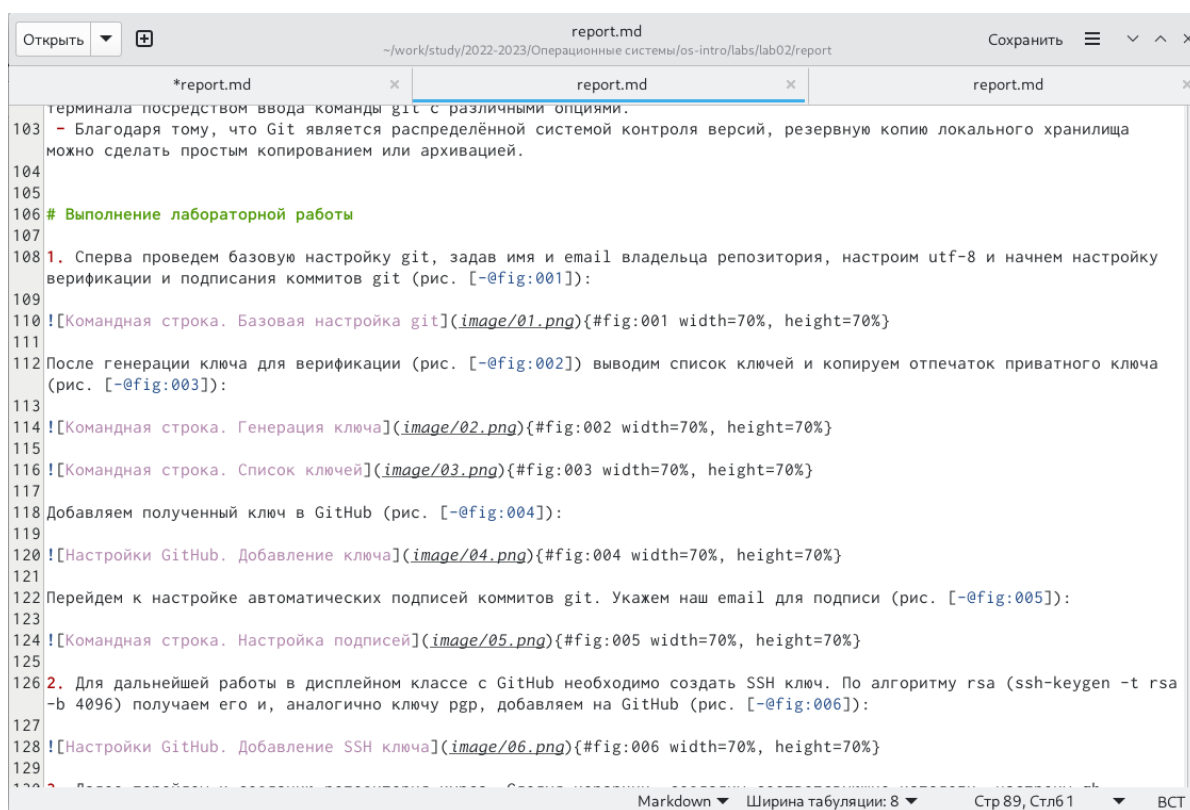 Открыть
report.md
~/work/study/2022-2023/Операционные системы/os-intro/labs/lab02/report
Сохранить
*report.md
report.md
report.md
терминала посредством ввода команды git с различными опциями.
103 - Благодаря тому, что Git является распределённой системой контроля версий, резервную копию локального хранилища
можно сделать простым копированием или архивацией.
104
105
106 # Выполнение лабораторной работы
107
108 1. Сперва проведем базовую настройку git, задав имя и email владельца репозитория, настроим utf-8 и начнем настройку
верификации и подписания коммитов git (рис. [-@fig:001]):
109
110 ![Командная строка. Базовая настройка git](image/01.png){#fig:001 width=70%, height=70%}
111
112 После генерации ключа для верификации (рис. [-@fig:002]) выводим список ключей и копируем отпечаток приватного ключа
(рис. [-@fig:003]):
113
114 ![Командная строка. Генерация ключа](image/02.png){#fig:002 width=70%, height=70%}
115
116 ![Командная строка. Список ключей](image/03.png){#fig:003 width=70%, height=70%}
117
118 Добавляем полученный ключ в GitHub (рис. [-@fig:004]):
119
120 ![Настройки GitHub. Добавление ключа](image/04.png){#fig:004 width=70%, height=70%}
121
122 Перейдем к настройке автоматических подписей коммитов git. Укажем наш email для подписи (рис. [-@fig:005]):
123
124 ![Командная строка. Настройка подписей](image/05.png){#fig:005 width=70%, height=70%}
125
126 2. Для дальнейшей работы в дисплейном классе с GitHub необходимо создать SSH ключ. По алгоритму rsa (ssh-keygen -t rsa
-b 4096) получаем его и, аналогично ключу pgp, добавляем на GitHub (рис. [-@fig:006]):
127
128 ![Настройки GitHub. Добавление SSH ключа](image/06.png){#fig:006 width=70%, height=70%}
129
Markdown
Ширина табуляции: 8
Стр 89, Стлб 1
ВСТ